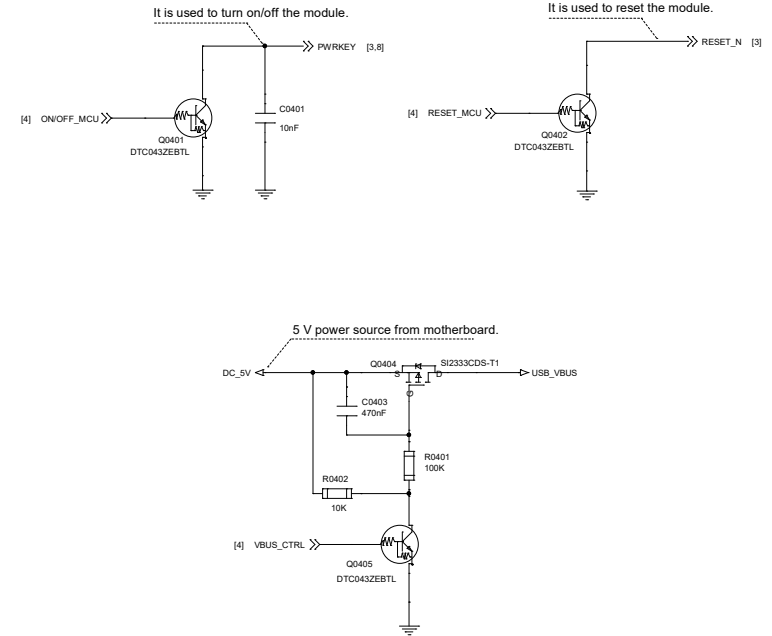 It is used to turn on/off the module.
PWRKEY [3,8]
[4] ON/OFF_MCU
C0401
10nF
Q0401
DTC043ZEBTL
It is used to reset the module.
RESET_N [3]
[4] RESET_MCU
Q0402
DTC043ZEBTL
5 V power source from motherboard.
DC_5V
Q0404
SI2333CDS-T1
S
D
G
USB_VBUS
C0403
470nF
R0401
100K
R0402
10K
[4] VBUS_CTRL
Q0405
DTC043ZEBTL